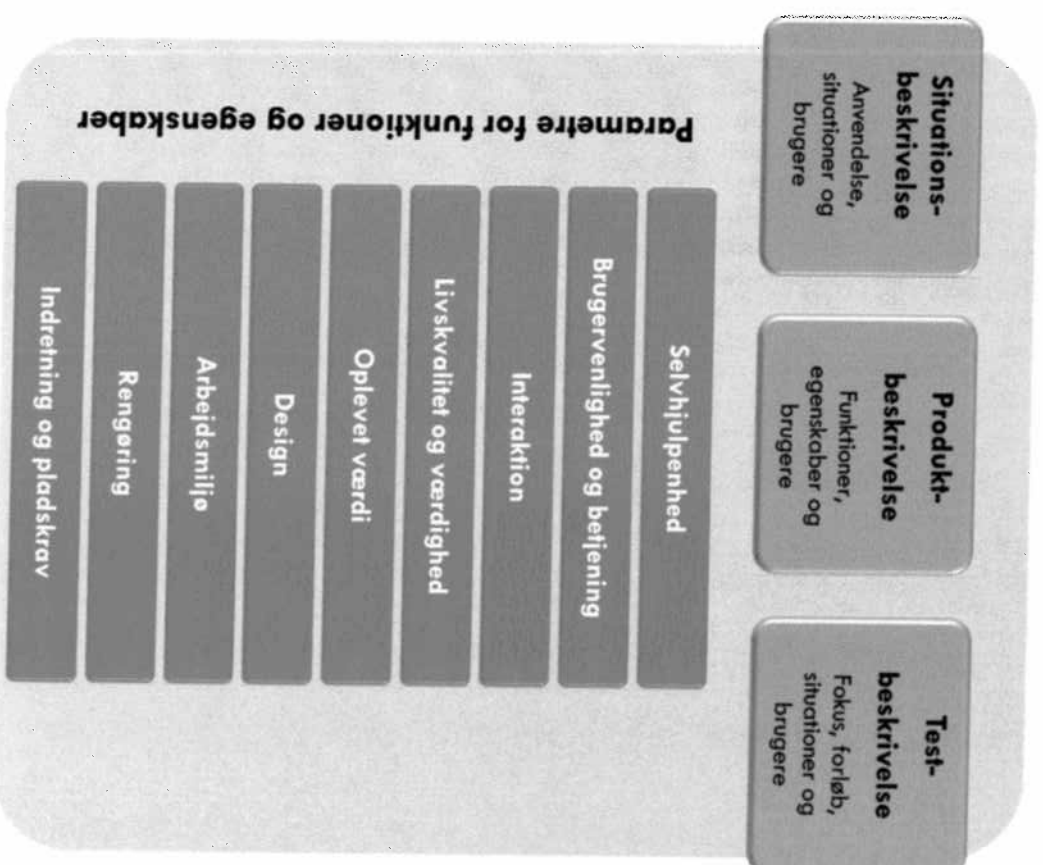 Situations-
beskrivelse
Anvendelse,
situationer og
brugere
Produkt-
beskrivelse
Funktioner,
egenskaber og
brugere
Test-
beskrivelse
Fokus, forløb,
situationer og
brugere
Parametre for funktioner og egenskaber
Selvhjulpenhed
Brugervenlighed og betjening
Interaktion
Livskvalitet og værdighed
Oplevet værdi
Design
Arbejdsmiljø
Rengøring
Indretning og pladskrav